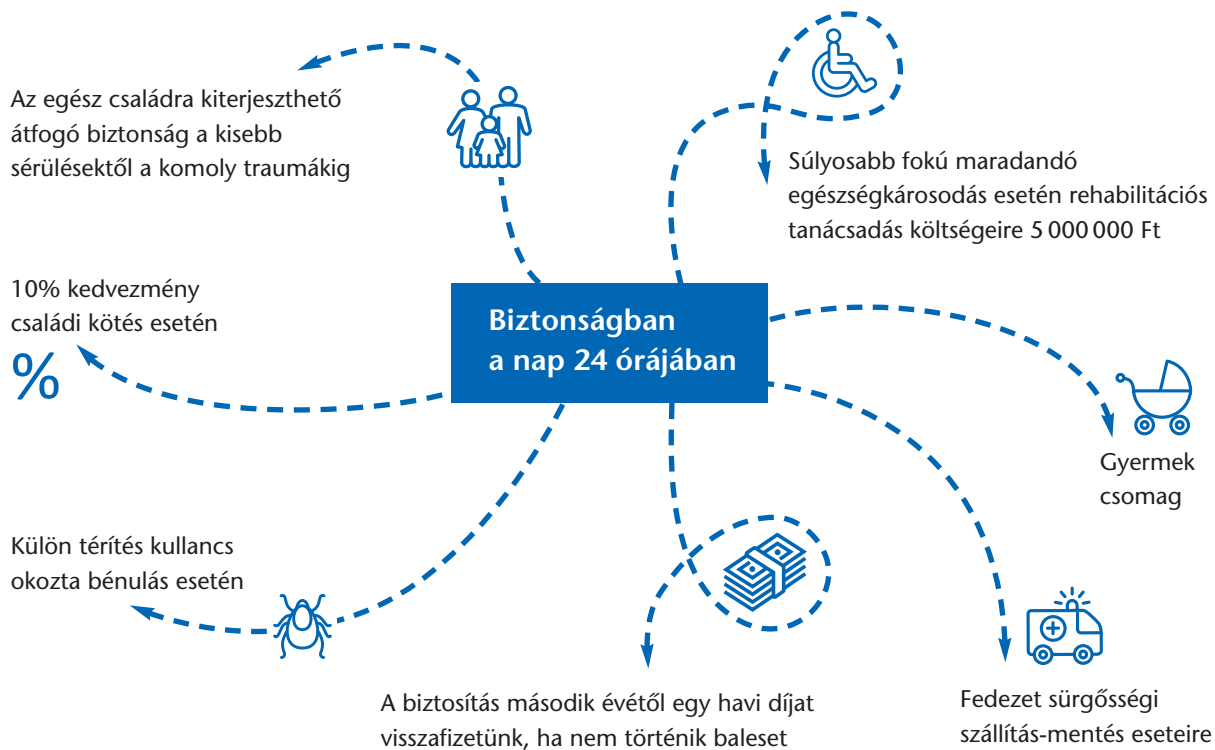 Az egész családra kiterjeszthető
átfogó biztonság a kisebb
sérülésektől a komoly traumákig
Súlyosabb fokú maradandó
egészségkárosodás esetén rehabilitációs
tanácsadás költségeire 5 000 000 Ft
10% kedvezmény
családi kötés esetén
%
Biztonságban
a nap 24 órájában
Gyermek
csomag
Külön térítés kullancs
okozta bénulás esetén
A biztosítás második évétől egy havi díjat
visszafizetünk, ha nem történik baleset
Fedezet sürgősségi
szállítás-mentés eseteire